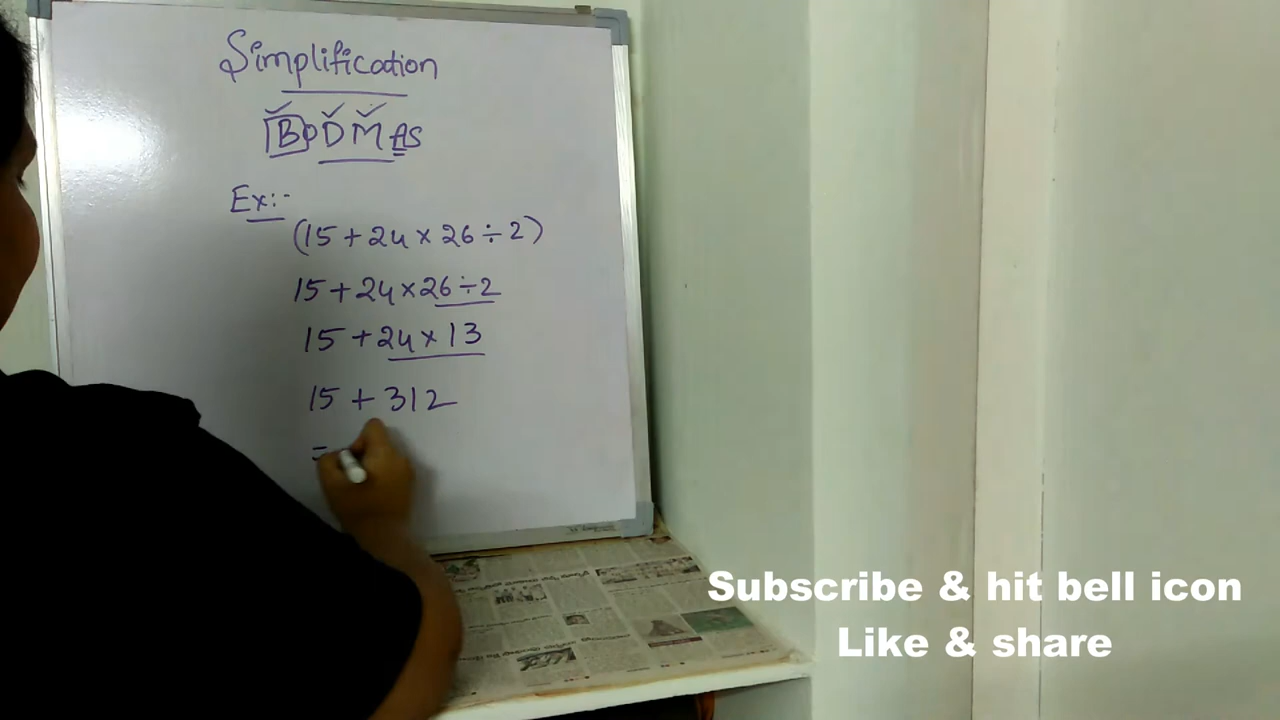 Simplification
BODMAS
Ex:-
(15 + 24 × 26 ÷ 2)
15 + 24 × 26 ÷ 2
15 + 24 × 13
15 + 312
=
Subscribe & hit bell icon
Like & share